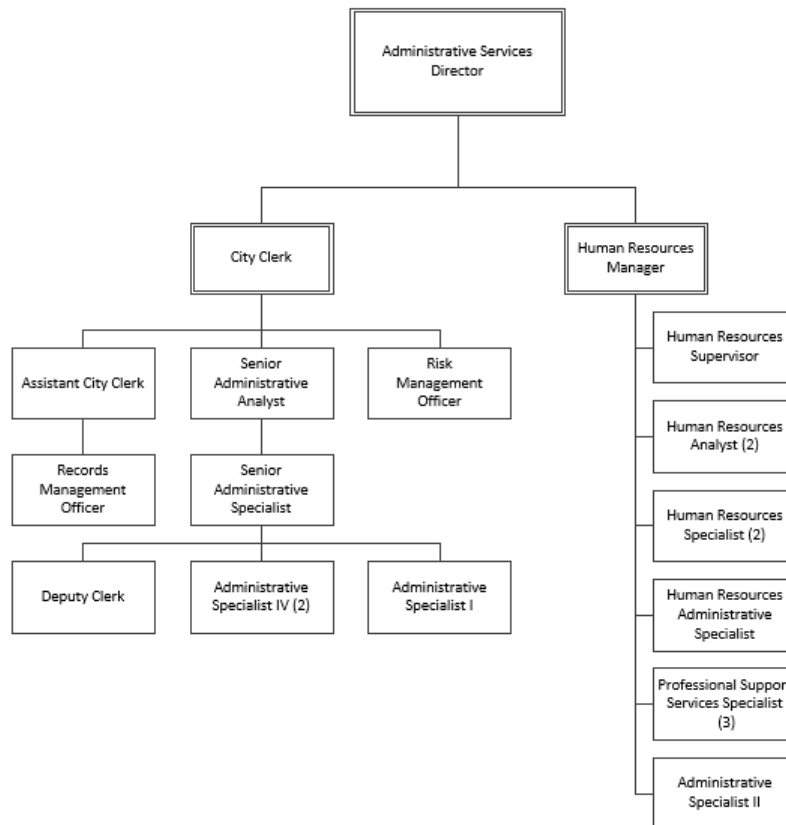 Administrative Services
Director
City Clerk
Human Resources
Manager
Assistant City Clerk
Senior
Administrative
Analyst
Risk
Management
Officer
Records
Management
Officer
Senior
Administrative
Specialist
Deputy Clerk
Administrative
Specialist IV (2)
Administrative
Specialist I
Human Resources
Supervisor
Human Resources
Analyst (2)
Human Resources
Specialist (2)
Human Resources
Administrative
Specialist
Professional Support
Services Specialist
(3)
Administrative
Specialist II